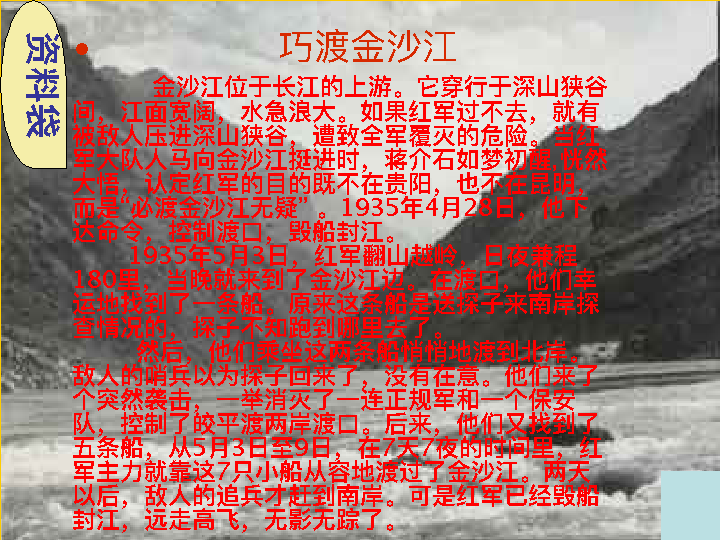 资料袋
• 巧渡金沙江
金沙江位于长江的上游。它穿行于深山狭谷
间，江面宽阔，水急浪大。如果红军过不去，就有
被敌人压进深山狭谷，遭致全军覆灭的危险。当红
军大队人马向金沙江挺进时，蒋介石如梦初醒,恍然
大悟，认定红军的目的既不在贵阳，也不在昆明，
而是“必渡金沙江无疑”。1935年4月28日，他下
达命令，控制渡口，毁船封江。
1935年5月3日，红军翻山越岭，日夜兼程
180里，当晚就来到了金沙江边。在渡口，他们幸
运地找到了一条船。原来这条船是送探子来南岸探
查情况的，探子不知跑到哪里去了。
然后，他们乘坐这两条船悄悄地渡到北岸。
敌人的哨兵以为探子回来了，没有在意。他们来了
个突然袭击，一举消灭了一连正规军和一个保安
队，控制了皎平渡两岸渡口。后来，他们又找到了
五条船，从5月3日至9日，在7天7夜的时间里，红
军主力就靠这7只小船从容地渡过了金沙江。两天
以后，敌人的追兵才赶到南岸。可是红军已经毁船
封江，远走高飞，无影无踪了。